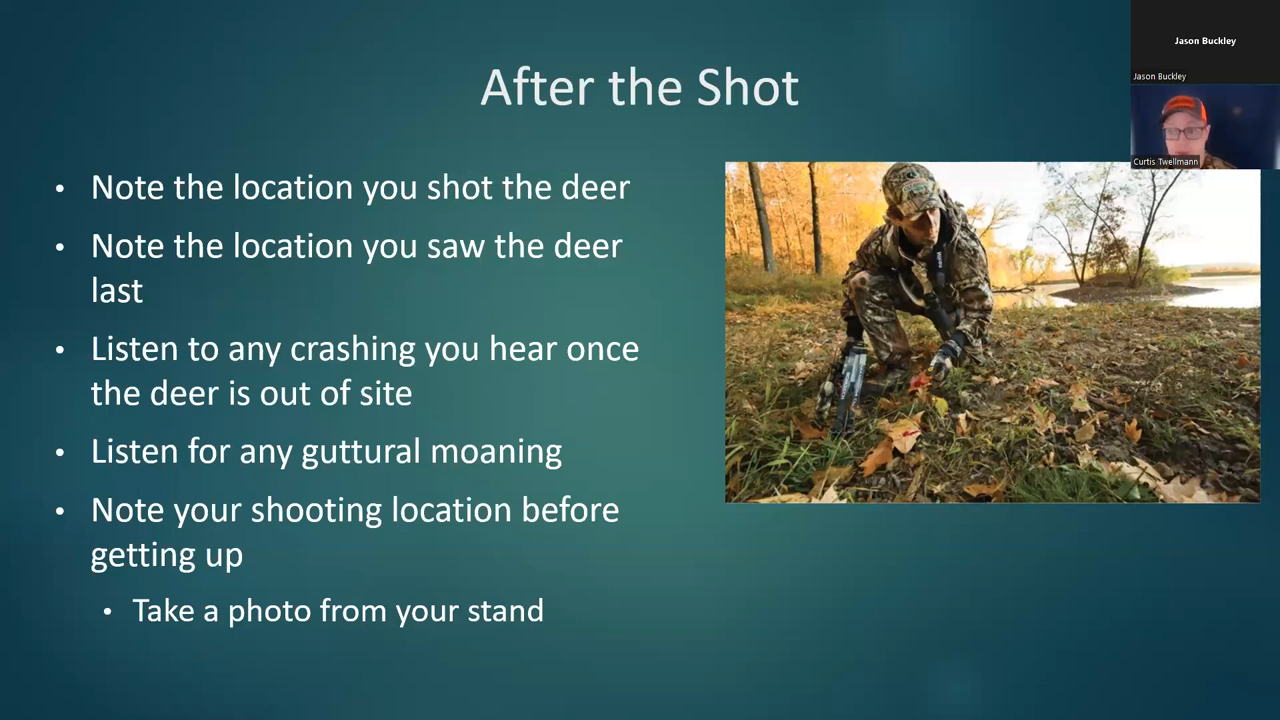 After the Shot
Jason Buckley
Jason Buckley
Curtis Twellmann
• Note the location you shot the deer
• Note the location you saw the deer
last
• Listen to any crashing you hear once
the deer is out of site
• Listen for any guttural moaning
• Note your shooting location before
getting up
• Take a photo from your stand